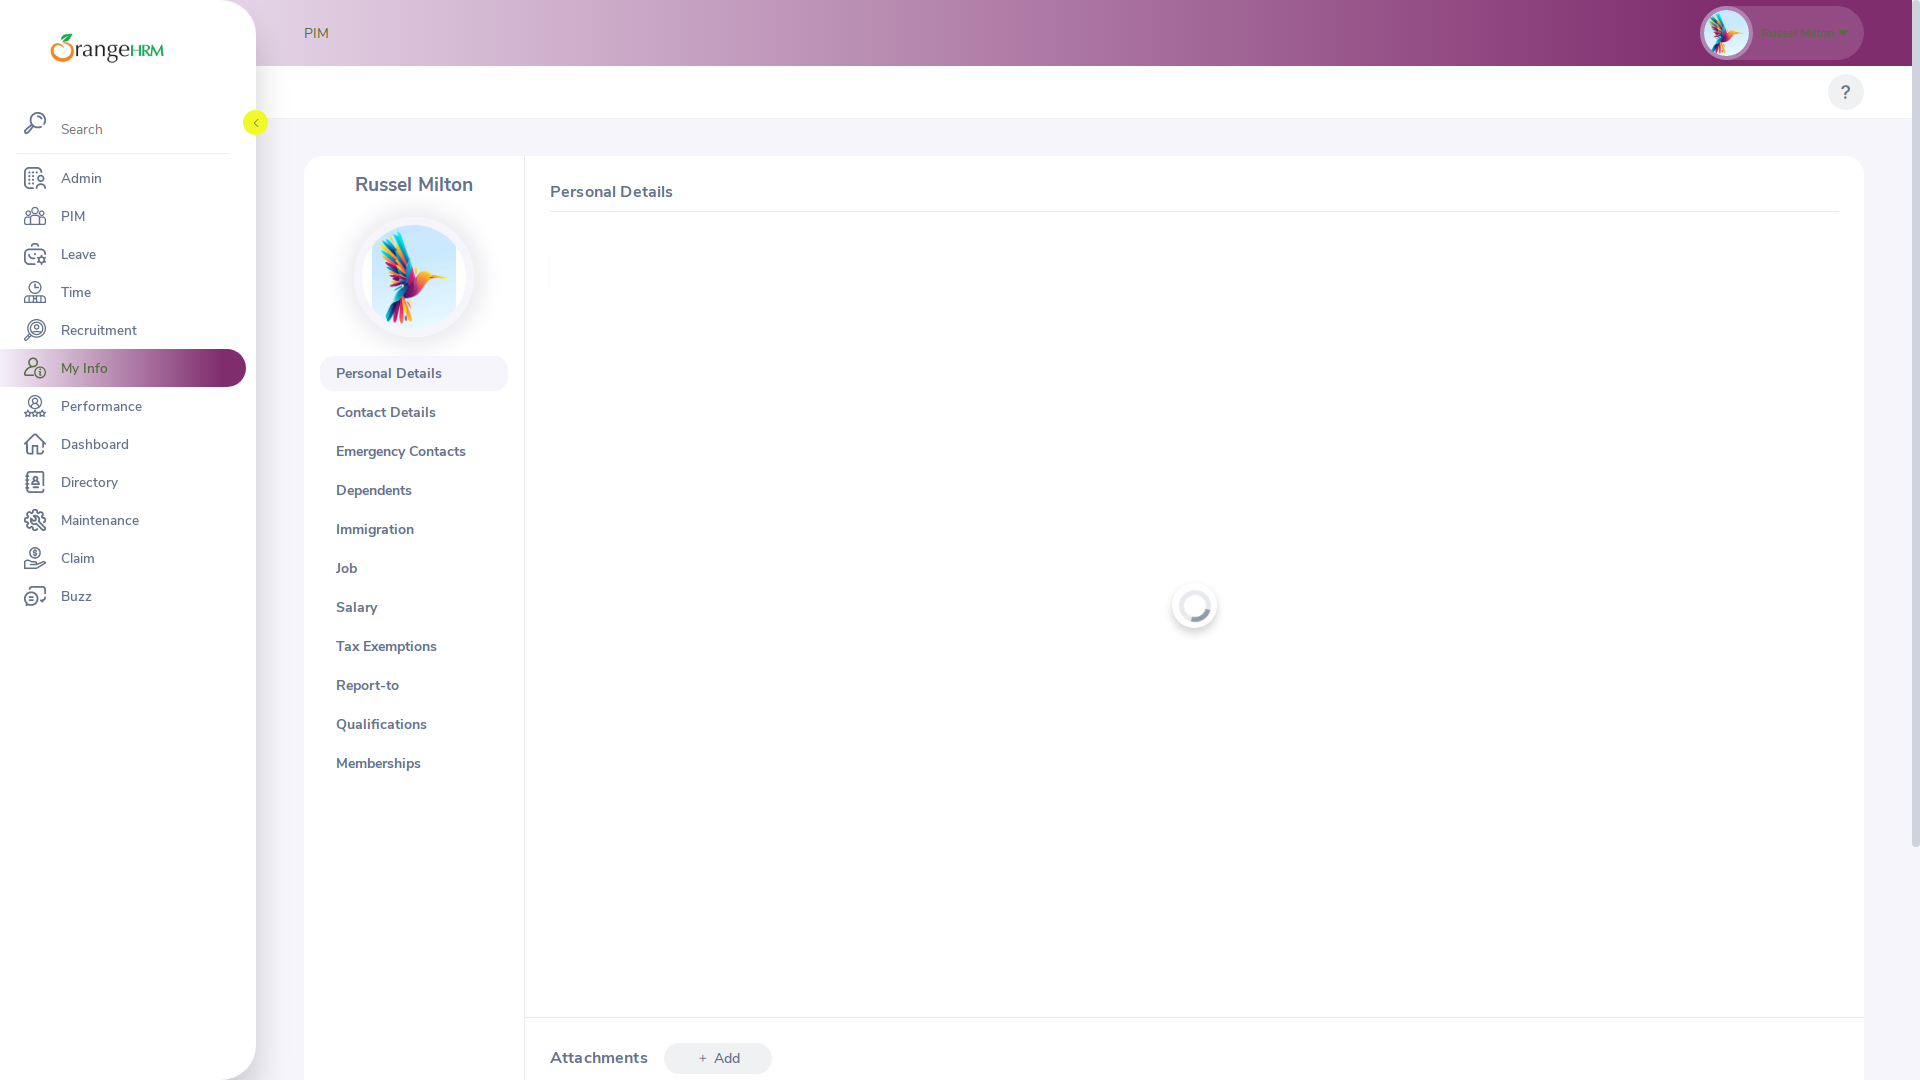 PIM
Russel Milton
rangeHRM
Search
Admin
PIM
Leave
Time
Recruitment
My Info
Performance
Dashboard
Directory
Maintenance
Claim
Buzz
?
Russel Milton
Personal Details
Contact Details
Emergency Contacts
Dependents
Immigration
Job
Salary
Tax Exemptions
Report-to
Qualifications
Memberships
Personal Details
Attachments
+ Add